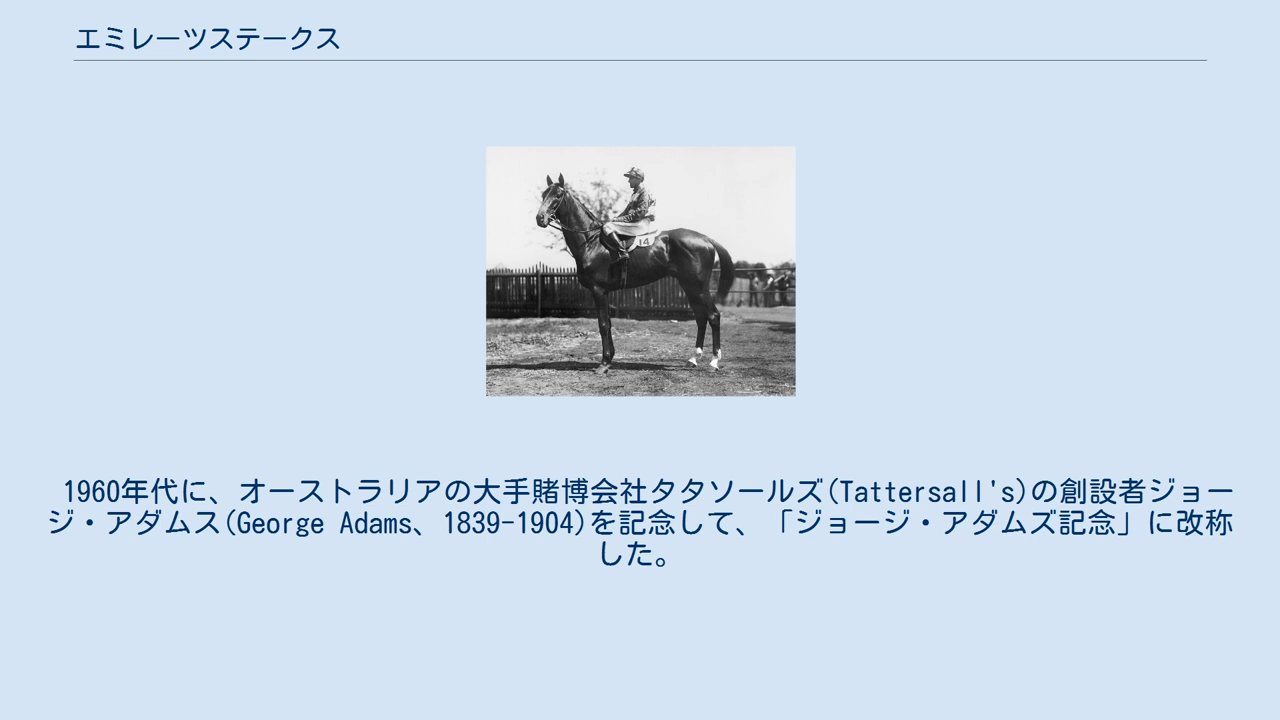 エミレーツステークス
14
1960年代に、オーストラリアの大手賭博会社タタソールズ(Tattersall's)の創設者ジョー
ジ・アダムス(George Adams、1839-1904)を記念して、「ジョージ・アダムズ記念」に改称
した。